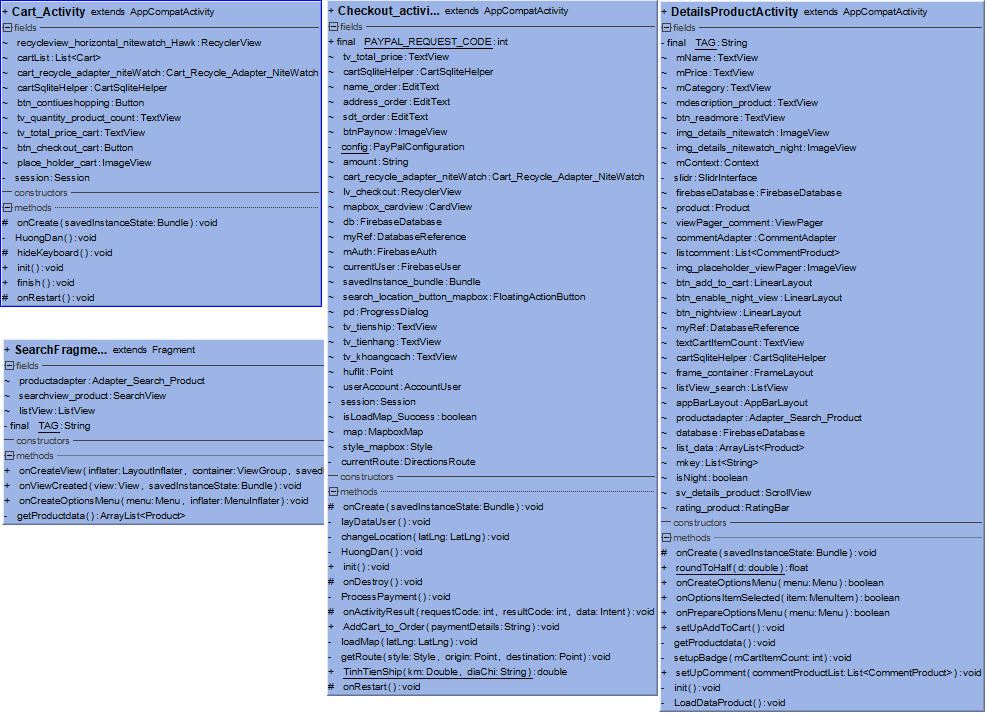 + Cart_Activity extends AppCompatActivity
fields
~ recycleview_horizontal_nitewatch_Hawk : RecyclerView
~ cartList : List<Cart>
~ cart_recycle_adapter_niteWatch : Cart_Recycle_Adapter_NiteWatch
~ cartSqliteHelper : CartSqliteHelper
~ btn_contiueshopping : Button
~ tv_quantity_product_count : TextView
~ tv_total_price_cart : TextView
~ btn_checkout_cart : Button
~ place_holder_cart : ImageView
- session : Session
constructors
methods
# onCreate ( savedInstanceState : Bundle ) : void
- HuongDan ( ) : void
# hideKeyboard ( ) : void
+ init ( ) : void
+ finish ( ) : void
# onRestart ( ) : void
+ SearchFragme... extends Fragment
fields
~ productadapter : Adapter_Search_Product
~ searchview_product : SearchView
~ listView : ListView
- final TAG : String
constructors
methods
+ onCreateView ( inflater : LayoutInflater , container : ViewGroup , saved
+ onViewCreated ( view : View , savedInstanceState : Bundle ) : void
+ onCreateOptionsMenu ( menu : Menu , inflater : MenuInflater ) : void
- getProductdata ( ) : ArrayList<Product>
+ Checkout_activi... extends AppCompatActivity
fields
+ final PAYPAL_REQUEST_CODE : int
~ tv_total_price : TextView
~ cartSqliteHelper : CartSqliteHelper
~ name_order : EditText
~ address_order : EditText
~ sdt_order : EditText
~ btnPaynow : ImageView
- config : PayPalConfiguration
~ amount : String
~ cart_recycle_adapter_niteWatch : Cart_Recycle_Adapter_NiteWatch
~ lv_checkout : RecyclerView
~ mapbox_cardview : CardView
~ db : FirebaseDatabase
~ myRef : DatabaseReference
~ mAuth : FirebaseAuth
~ currentUser : FirebaseUser
~ savedInstance_bundle : Bundle
~ search_location_button_mapbox : FloatingActionButton
~ pd : ProgressDialog
~ tv_tienship : TextView
~ tv_tienhang : TextView
~ tv_khoangcach : TextView
~ huflit : Point
~ userAccount : AccountUser
- session : Session
~ isLoadMap_Success : boolean
~ map : MapboxMap
~ style_mapbox : Style
- currentRoute : DirectionsRoute
constructors
methods
# onCreate ( savedInstanceState : Bundle ) : void
- layDataUser ( ) : void
- changeLocation ( latLng : LatLng ) : void
- HuongDan ( ) : void
+ init ( ) : void
# onDestroy ( ) : void
- ProcessPayment ( ) : void
# onActivityResult ( requestCode : int , resultCode : int , data : Intent ) : void
+ AddCart_to_Order ( paymentDetails : String ) : void
- loadMap ( latLng : LatLng ) : void
- getRoute ( style : Style , origin : Point , destination : Point ) : void
+ TinhTienShip ( km : Double , diaChi : String ) : double
# onRestart ( ) : void
+ DetailsProductActivity extends AppCompatActivity
fields
- final TAG : String
~ mName : TextView
~ mPrice : TextView
~ mCategory : TextView
~ mdescription_product : TextView
~ btn_readmore : TextView
~ img_details_nitewatch : ImageView
~ img_details_nitewatch_night : ImageView
~ mContext : Context
- slidr : SlidrInterface
~ firebaseDatabase : FirebaseDatabase
~ product : Product
~ viewPager_comment : ViewPager
~ commentAdapter : CommentAdapter
~ listcomment : List<CommentProduct>
~ img_placeholder_viewPager : ImageView
~ btn_add_to_cart : LinearLayout
~ btn_enable_night_view : LinearLayout
~ btn_nightview : LinearLayout
~ myRef : DatabaseReference
~ textCartItemCount : TextView
~ cartSqliteHelper : CartSqliteHelper
~ frame_container : FrameLayout
~ listView_search : ListView
~ appBarLayout : AppBarLayout
~ productadapter : Adapter_Search_Product
~ database : FirebaseDatabase
~ list_data : ArrayList<Product>
~ mkey : List<String>
~ isNight : boolean
~ sv_details_product : ScrollView
~ rating_product : RatingBar
constructors
methods
# onCreate ( savedInstanceState : Bundle ) : void
+ roundToHalf ( d : double ) : float
+ onCreateOptionsMenu ( menu : Menu ) : boolean
+ onOptionsItemSelected ( item : MenuItem ) : boolean
+ onPrepareOptionsMenu ( menu : Menu ) : boolean
+ setUpAddToCart ( ) : void
- getProductdata ( ) : void
- setupBadge ( mCartItemCount : int ) : void
+ setUpComment ( commentProductList : List<CommentProduct> ) : void
- init ( ) : void
- LoadDataProduct ( ) : void